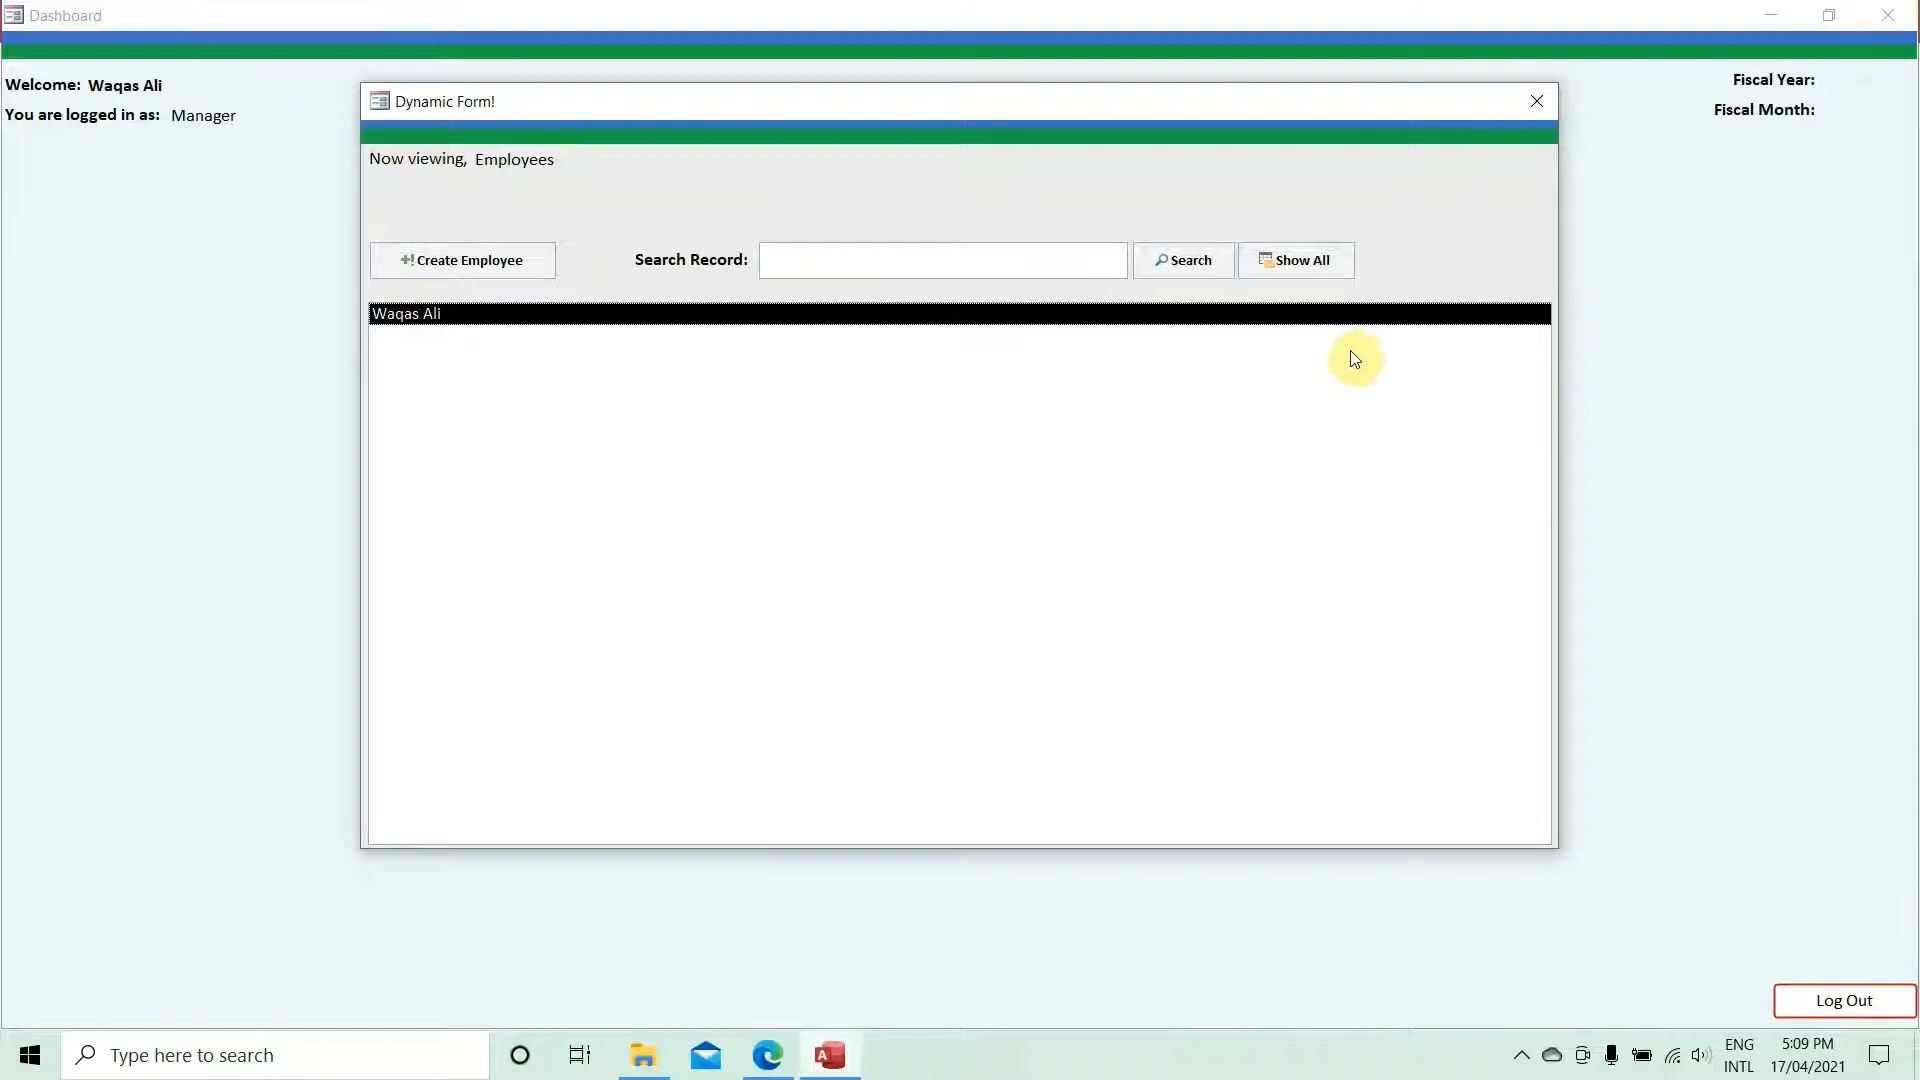 Dashboard
Welcome: Waqas Ali
You are logged in as: Manager
Fiscal Year:
Fiscal Month:
Dynamic Form!
Now viewing, Employees
Create Employee
Search Record:
Search
Show All
Waqas Ali
Log Out
Type here to search
ENG
INTL
5:09 PM
17/04/2021